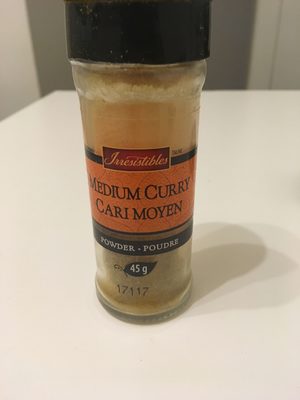 Irresistibles
MEDIUM CURRY
CARI MOYEN
POWDER • POUDRE
45 g
17117